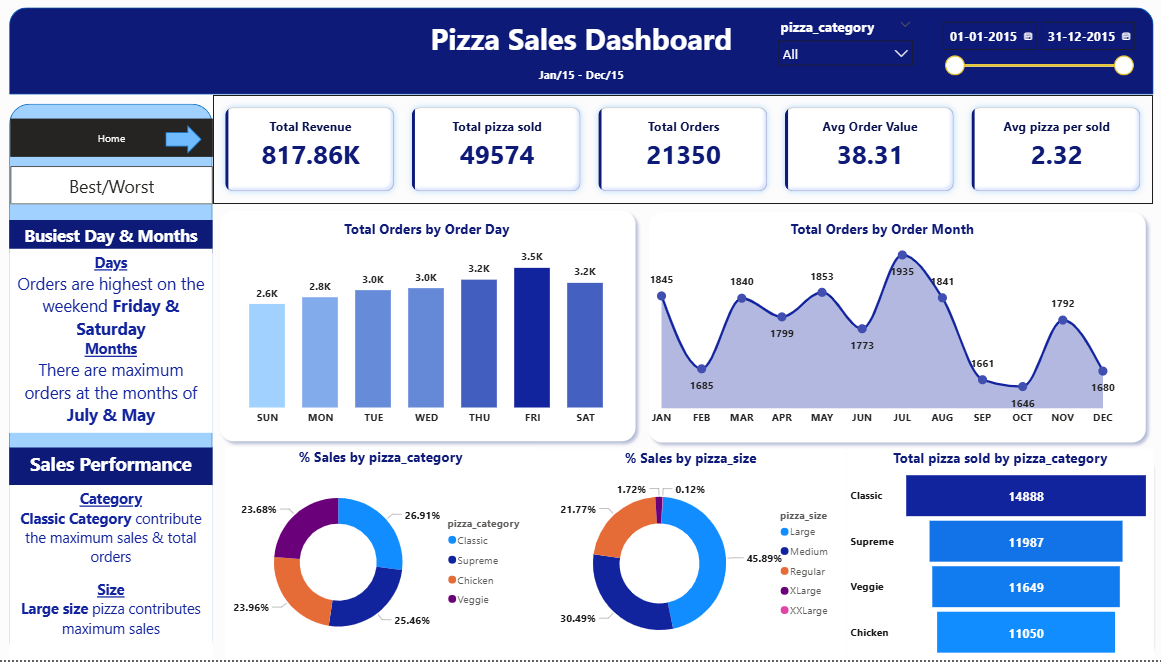 Pizza Sales Dashboard
Jan/15 - Dec/15
pizza_category
All
01-01-2015
31-12-2015
Home
Best/Worst
Busiest Day & Months
Days
Orders are highest on the
weekend Friday &
Saturday
Months
There are maximum
orders at the months of
July & May
Sales Performance
Category
Classic Category contribute
the maximum sales & total
orders
Size
Large size pizza contributes
maximum sales
Total Revenue
817.86K
Total pizza sold
49574
Total Orders
21350
Avg Order Value
38.31
Avg pizza per sold
2.32
Total Orders by Order Day
2.6K
2.8K
3.0K
3.0K
3.2K
3.5K
3.2K
SUN
MON
TUE
WED
THU
FRI
SAT
Total Orders by Order Month
1845
1685
1840
1799
1853
1773
1935
1841
1661
1646
1792
1680
JAN
FEB
MAR
APR
MAY
JUN
JUL
AUG
SEP
OCT
NOV
DEC
% Sales by pizza_category
26.91%
25.46%
23.96%
23.68%
pizza_category
Classic
Supreme
Chicken
Veggie
% Sales by pizza_size
1.72%
0.12%
21.77%
45.89%
30.49%
pizza_size
Large
Medium
Regular
XLarge
XXLarge
Total pizza sold by pizza_category
Classic
14888
Supreme
11987
Veggie
11649
Chicken
11050